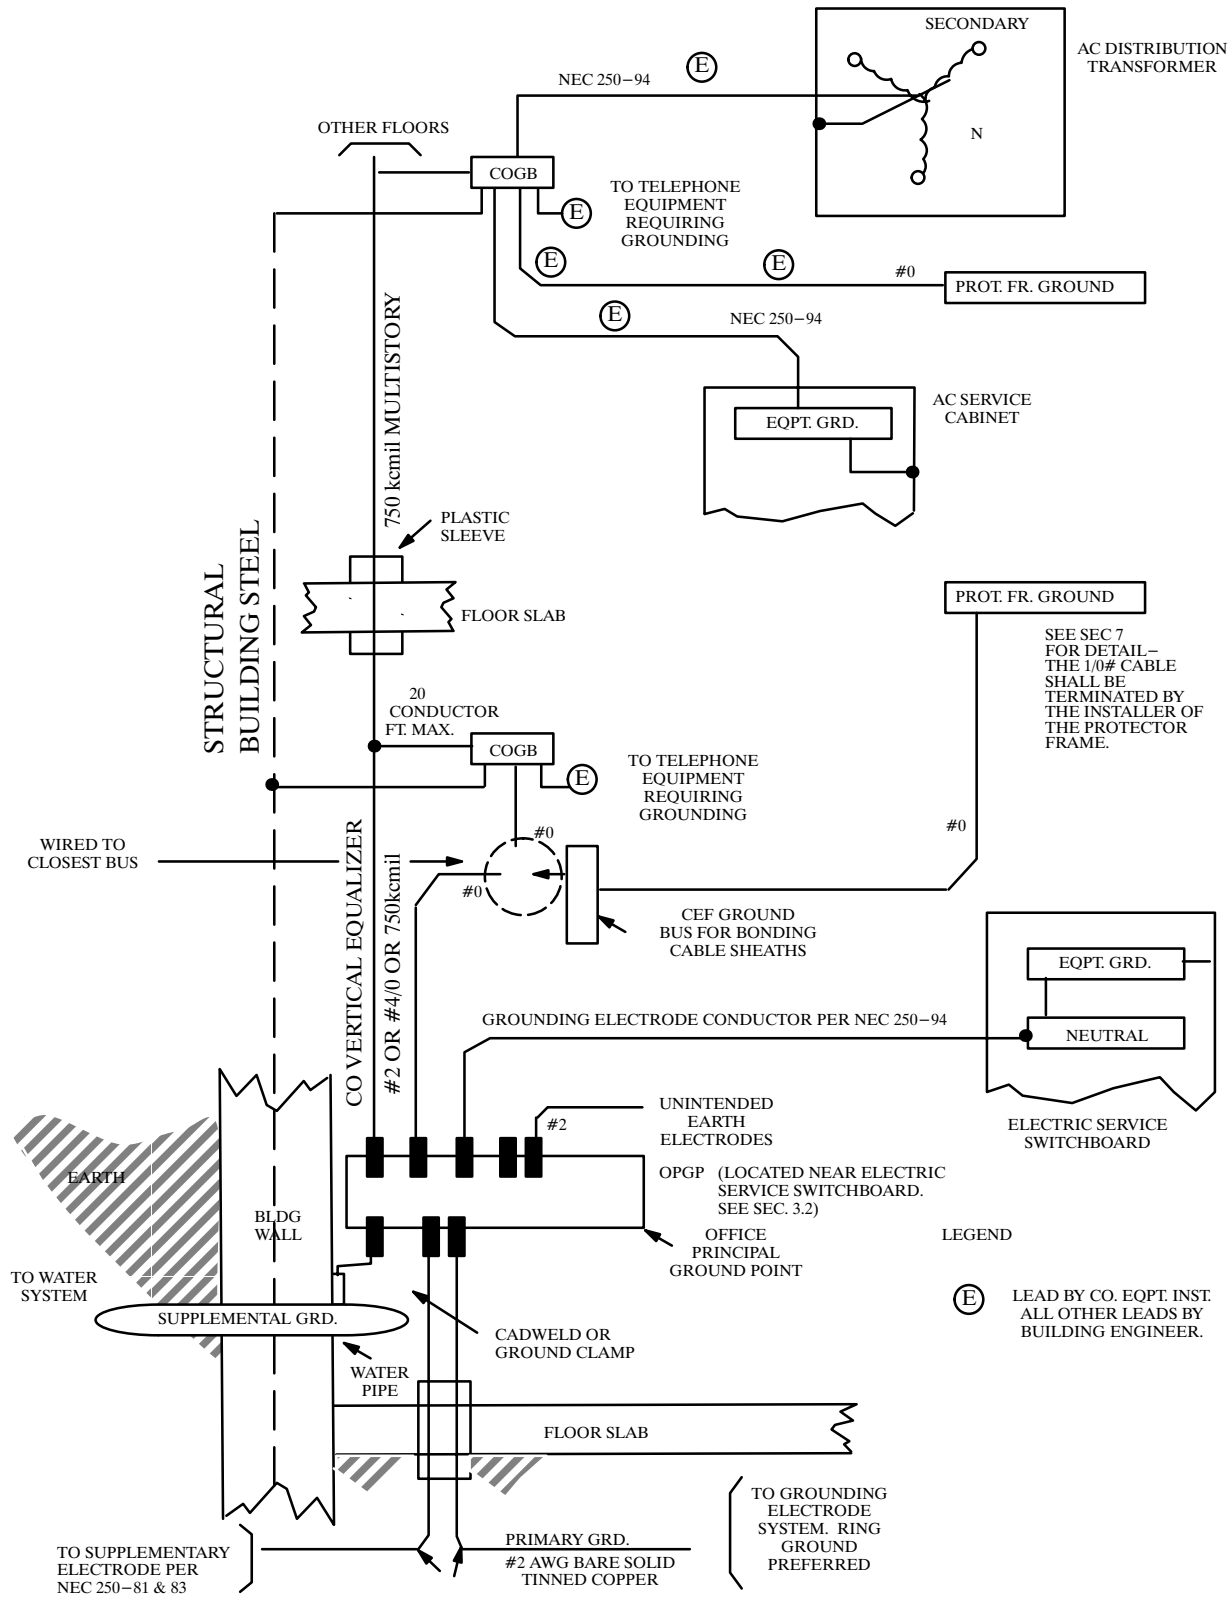 SECONDARY
AC DISTRIBUTION
TRANSFORMER
NEC 250−94
E
N
OTHER FLOORS
COGB
TO TELEPHONE
EQUIPMENT
REQUIRING
GROUNDING
E
E
E
#0
PROT. FR. GROUND
E
NEC 250−94
750 kcmil MULTISTORY
AC SERVICE
CABINET
EQPT. GRD.
PLASTIC
SLEEVE
FLOOR SLAB
STRUCTURAL
BUILDING STEEL
PROT. FR. GROUND
SEE SEC 7
FOR DETAIL−
THE 1/0# CABLE
SHALL BE
TERMINATED BY
THE INSTALLER OF
THE PROTECTOR
FRAME.
20
CONDUCTOR
FT. MAX.
COGB
E
TO TELEPHONE
EQUIPMENT
REQUIRING
GROUNDING
#0
#0
WIRED TO
CLOSEST BUS
#0
CEF GROUND
BUS FOR BONDING
CABLE SHEATHS
CO VERTICAL EQUALIZER
#2 OR #4/0 OR 750kcmil
EQPT. GRD.
NEUTRAL
GROUNDING ELECTRODE CONDUCTOR PER NEC 250−94
ELECTRIC SERVICE
SWITCHBOARD
UNINTENDED
EARTH
ELECTRODES
#2
EARTH
OPGP (LOCATED NEAR ELECTRIC
SERVICE SWITCHBOARD.
SEE SEC. 3.2)
BLDG
WALL
OFFICE
PRINCIPAL
GROUND POINT
LEGEND
TO WATER
SYSTEM
E
LEAD BY CO. EQPT. INST.
ALL OTHER LEADS BY
BUILDING ENGINEER.
SUPPLEMENTAL GRD.
CADWELD OR
GROUND CLAMP
WATER
PIPE
FLOOR SLAB
TO GROUNDING
ELECTRODE
SYSTEM. RING
GROUND
PREFERRED
PRIMARY GRD.
#2 AWG BARE SOLID
TINNED COPPER
TO SUPPLEMENTARY
ELECTRODE PER
NEC 250−81 & 83